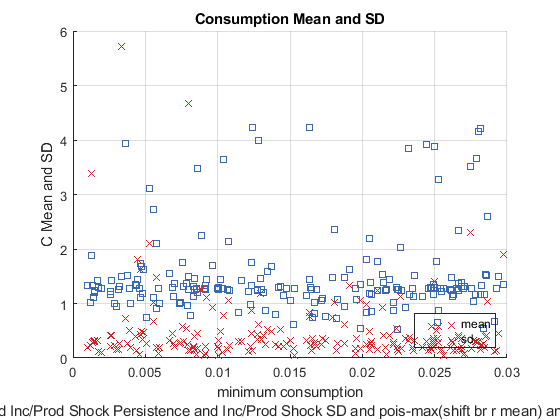 Consumption Mean and SD
6
5
4
3
2
1
0
C Mean and SD
0
0.005
0.01
0.015
0.02
0.025
0.03
mean
sd
minimum consumption
d Inc/Prod Shock Persistence and Inc/Prod Shock SD and pois-max(shift br r mean) an